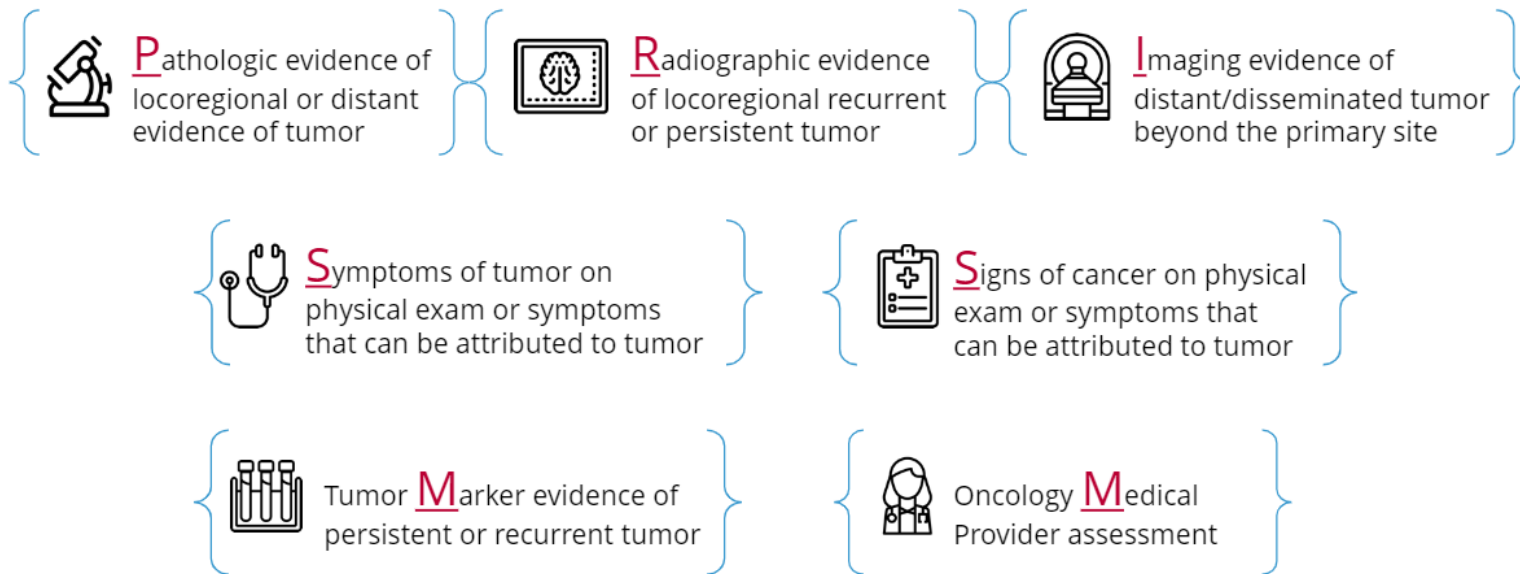 Pathologic evidence of
locoregional or distant
evidence of tumor
Radiographic evidence
of locoregional recurrent
or persistent tumor
Imaging evidence of
distant/disseminated tumor
beyond the primary site
Symptoms of tumor on
physical exam or symptoms
that can be attributed to tumor
Signs of cancer on physical
exam or symptoms that
can be attributed to tumor
Tumor Marker evidence of
persistent or recurrent tumor
Oncology Medical
Provider assessment